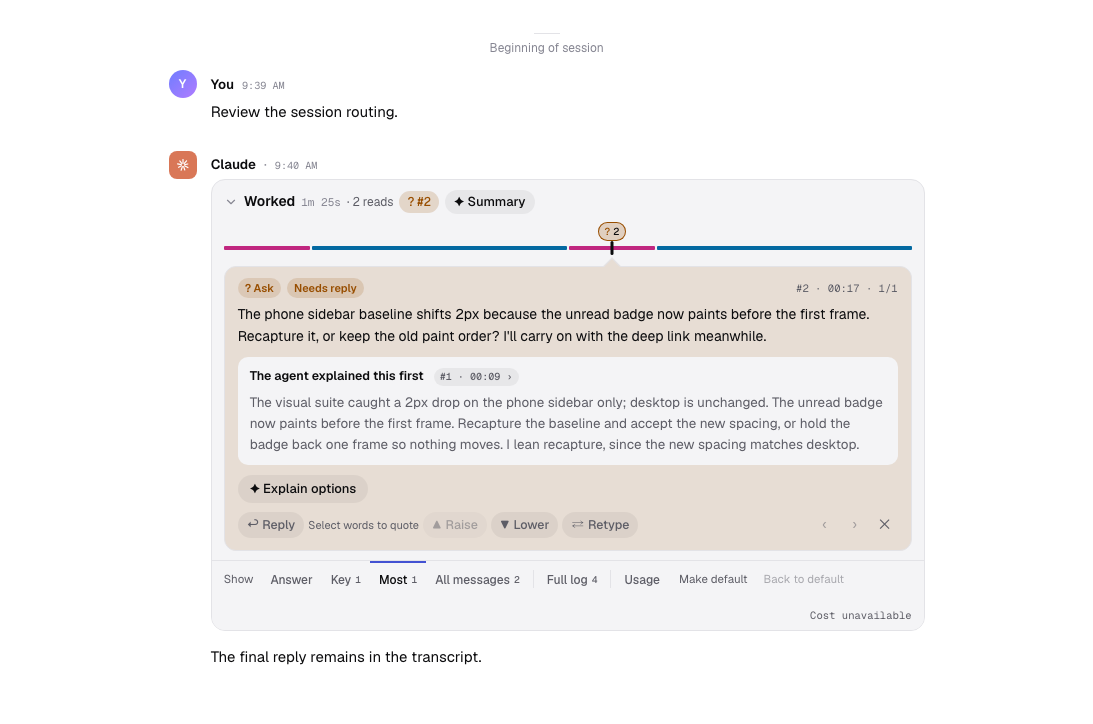 Beginning of session
Y
You 9:39 AM
Review the session routing.
Claude · 9:40 AM
Worked 1m 25s · 2 reads ? #2 ✦ Summary
? 2
? Ask Needs reply #2 · 00:17 · 1/1
The phone sidebar baseline shifts 2px because the unread badge now paints before the first frame.
Recapture it, or keep the old paint order? I'll carry on with the deep link meanwhile.
The agent explained this first #1 · 00:09 ›
The visual suite caught a 2px drop on the phone sidebar only; desktop is unchanged. The unread badge
now paints before the first frame. Recapture the baseline and accept the new spacing, or hold the
badge back one frame so nothing moves. I lean recapture, since the new spacing matches desktop.
✦ Explain options
↩ Reply Select words to quote ▲ Raise ▼ Lower ⇄ Retype ‹ › ×
Show Answer Key 1 Most 1 All messages 2 Full log 4 Usage Make default Back to default
Cost unavailable
The final reply remains in the transcript.